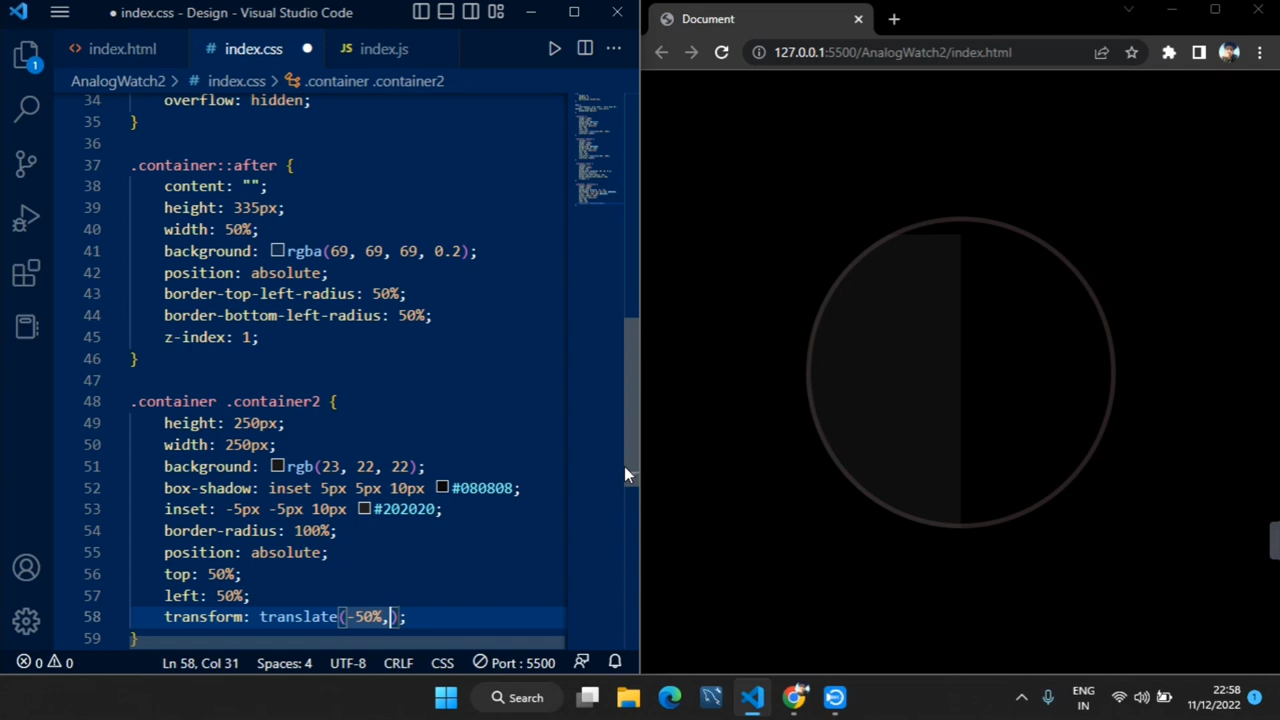 index.css - Design - Visual Studio Code
index.html
# index.css
JS index.js
AnalogWatch2 > # index.css > .container .container2
34 overflow: hidden;
35 }
36
37 .container::after {
38 content: "";
39 height: 335px;
40 width: 50%;
41 background: rgba(69, 69, 69, 0.2);
42 position: absolute;
43 border-top-left-radius: 50%;
44 border-bottom-left-radius: 50%;
45 z-index: 1;
46 }
47
48 .container .container2 {
49 height: 250px;
50 width: 250px;
51 background: rgb(23, 22, 22);
52 box-shadow: inset 5px 5px 10px #080808;
53 inset: -5px -5px 10px #202020;
54 border-radius: 100%;
55 position: absolute;
56 top: 50%;
57 left: 50%;
58 transform: translate(-50%,);
59 }
1
0 0
Ln 58, Col 31
Spaces: 4
UTF-8
CRLF
CSS
Port : 5500
Document
127.0.0.1:5500/AnalogWatch2/index.html
Search
ENG
IN
22:58
11/12/2022
1